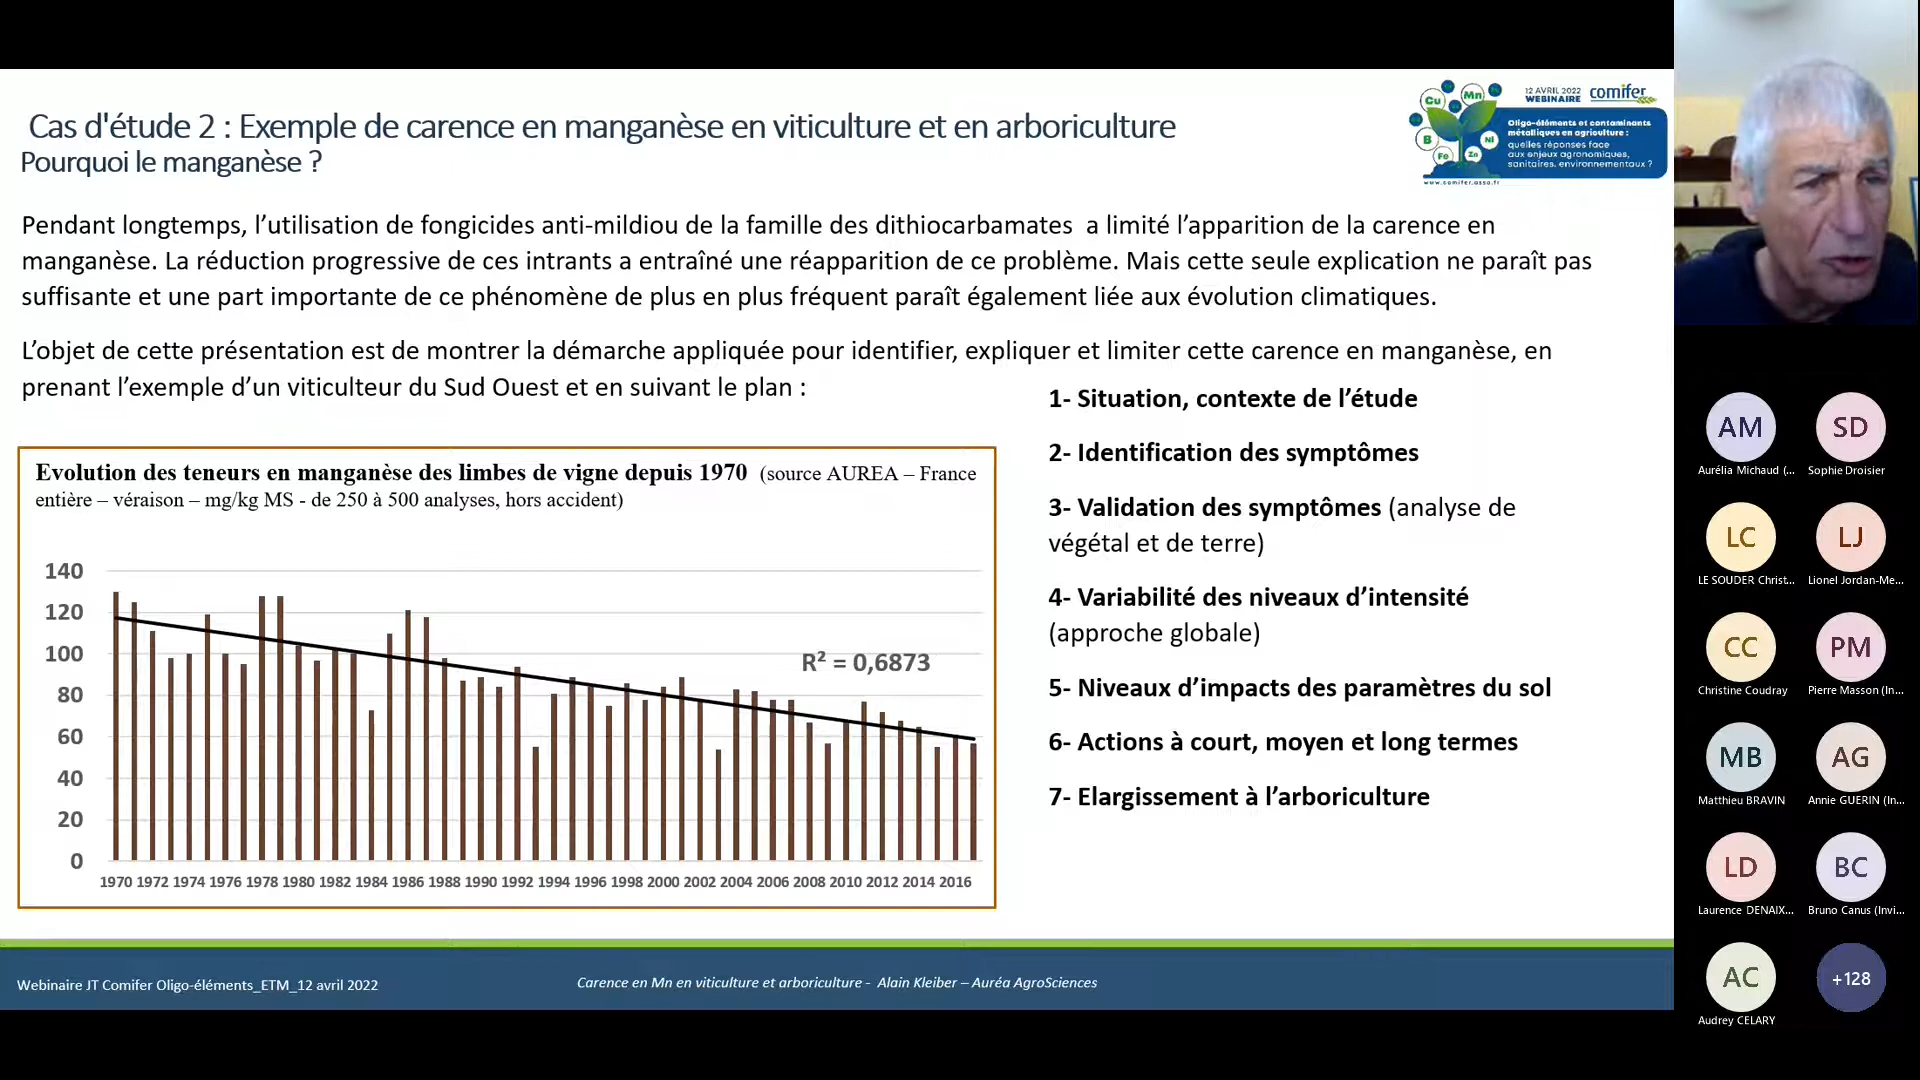 Cas d'étude 2 : Exemple de carence en manganèse en viticulture et en arboriculture
Pourquoi le manganèse ?
Cu
Mn
B
Fe
Zn
Ni
12 AVRIL 2022
WEBINAIRE
comifer
Oligo-éléments et contaminants
métalliques en agriculture :
quelles réponses face
aux enjeux agronomiques,
sanitaires, environnementaux ?
www.comifer.asso.fr
Pendant longtemps, l’utilisation de fongicides anti-mildiou de la famille des dithiocarbamates a limité l’apparition de la carence en
manganèse. La réduction progressive de ces intrants a entraîné une réapparition de ce problème. Mais cette seule explication ne paraît pas
suffisante et une part importante de ce phénomène de plus en plus fréquent paraît également liée aux évolution climatiques.
L’objet de cette présentation est de montrer la démarche appliquée pour identifier, expliquer et limiter cette carence en manganèse, en
prenant l’exemple d’un viticulteur du Sud Ouest et en suivant le plan :
1- Situation, contexte de l’étude
2- Identification des symptômes
3- Validation des symptômes (analyse de
végétal et de terre)
4- Variabilité des niveaux d’intensité
(approche globale)
5- Niveaux d’impacts des paramètres du sol
6- Actions à court, moyen et long termes
7- Elargissement à l’arboriculture
Evolution des teneurs en manganèse des limbes de vigne depuis 1970 (source AUREA – France
entière – véraison – mg/kg MS - de 250 à 500 analyses, hors accident)
140
120
100
80
60
40
20
0
R² = 0,6873
1970 1972 1974 1976 1978 1980 1982 1984 1986 1988 1990 1992 1994 1996 1998 2000 2002 2004 2006 2008 2010 2012 2014 2016
Webinaire JT Comifer Oligo-éléments_ETM_12 avril 2022
Carence en Mn en viticulture et arboriculture - Alain Kleiber – Auréa AgroSciences
AM
Aurélia Michaud (...
SD
Sophie Droisier
LC
LE SOUDER Christ...
LJ
Lionel Jordan-Me...
CC
Christine Coudray
PM
Pierre Masson (In...
MB
Matthieu BRAVIN
AG
Annie GUERIN (In...
LD
Laurence DENAIX...
BC
Bruno Canus (Invi...
AC
Audrey CELARY
+128